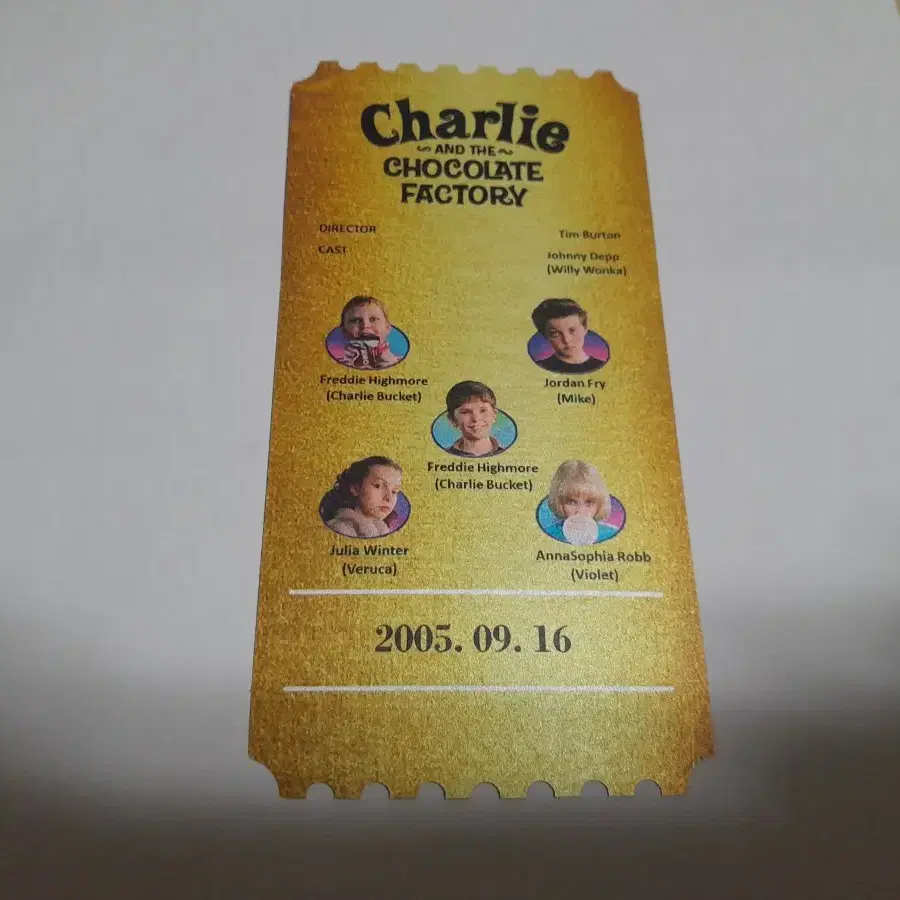 Charlie
AND THE
CHOCOLATE
FACTORY
DIRECTOR Tim Burton
CAST Johnny Depp
(Willy Wonka)
Freddie Highmore
(Charlie Bucket)
Jordan Fry
(Mike)
Freddie Highmore
(Charlie Bucket)
Julia Winter
(Veruca)
AnnaSophia Robb
(Violet)
2005. 09. 16